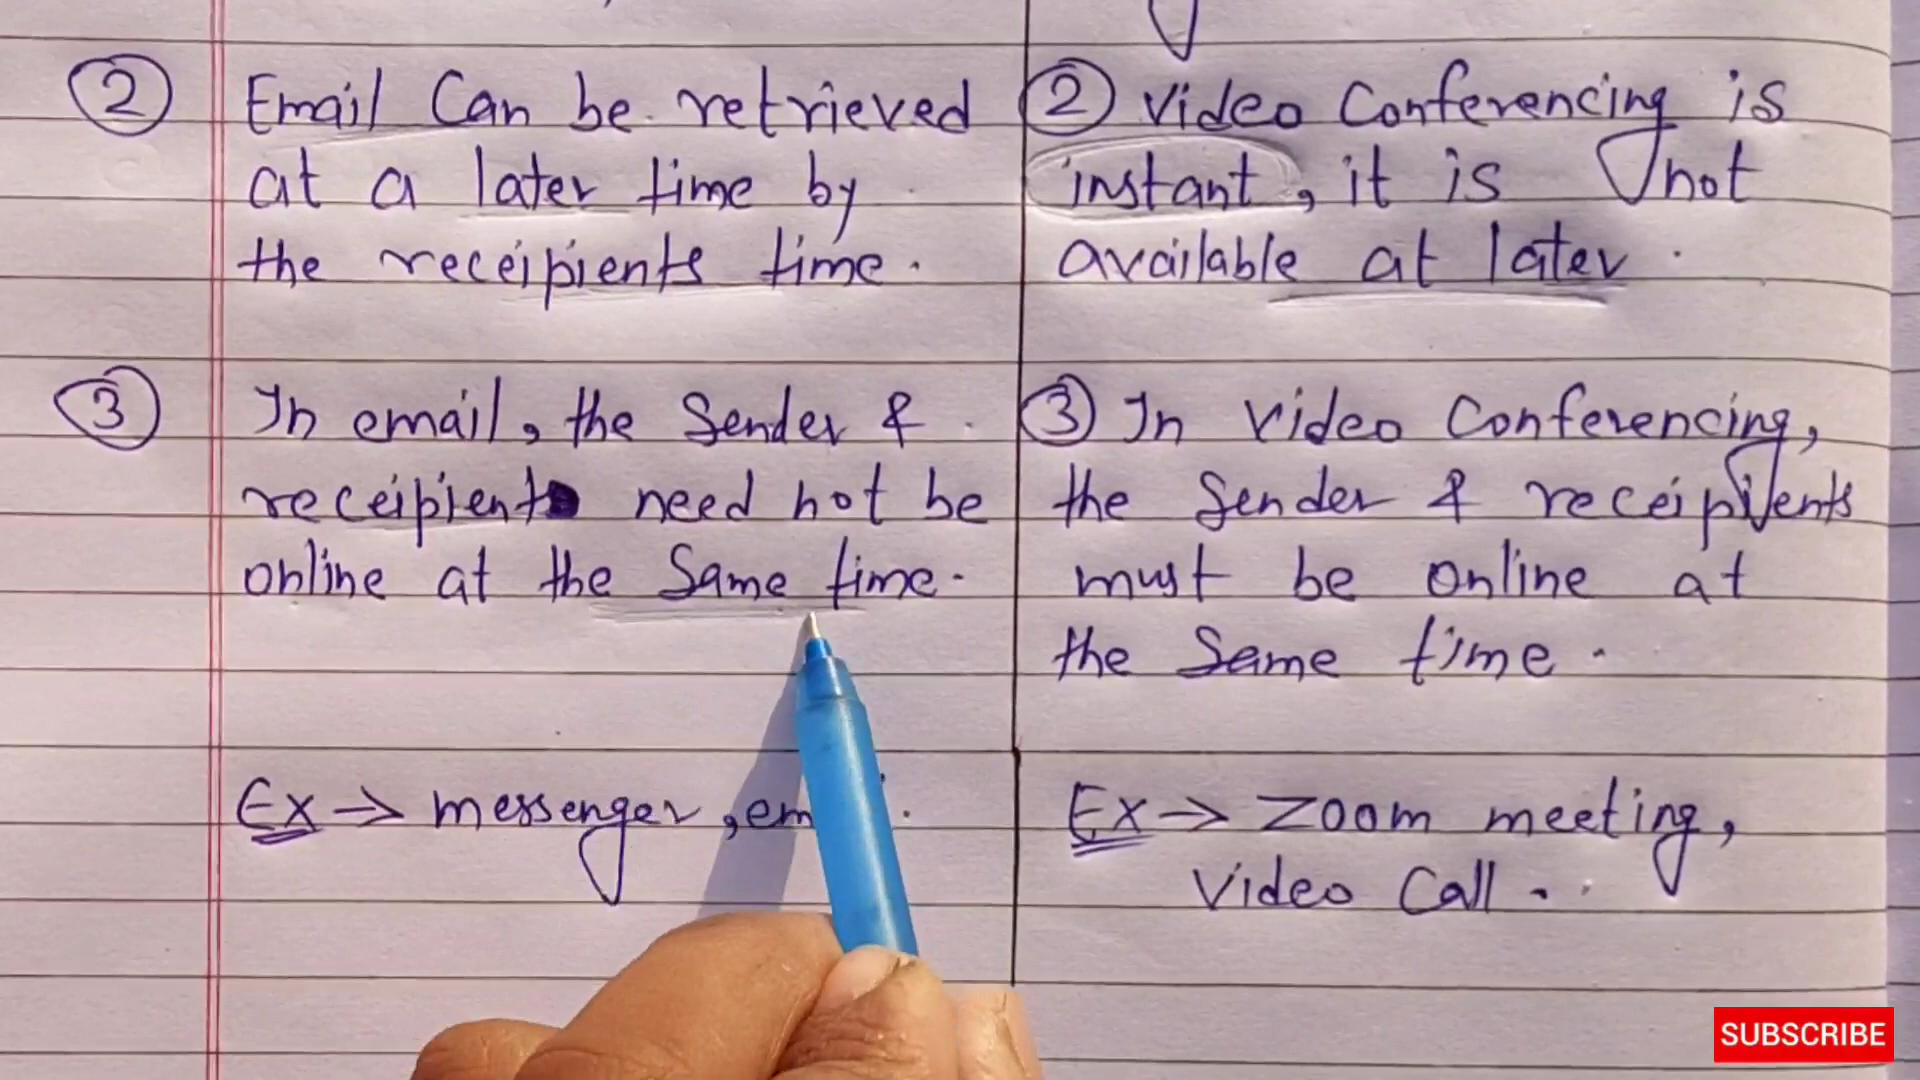 ② Email Can be retrieved
at a later time by
the receipients time.
③ In email, the Sender &
receipient need not be
online at the Same time.
Ex → messenger, em
② Video Conferencing is
instant, it is not
available at later.
③ In Video Conferencing,
the Sender & receipients
must be online at
the Same time.
Ex → Zoom meeting,
Video Call.
SUBSCRIBE